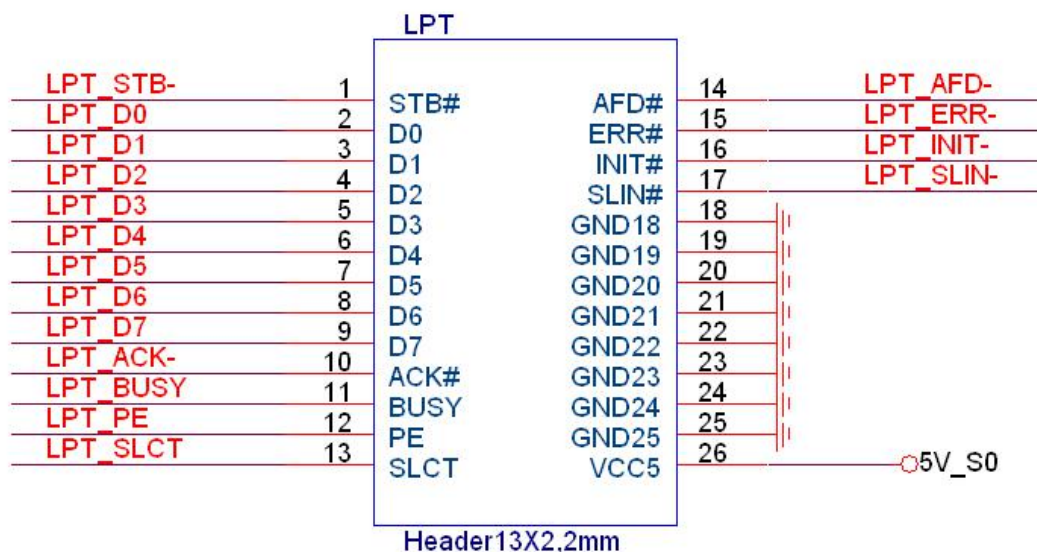 LPT
LPT_STB- 1 STB# AFD# 14 LPT_AFD-
LPT_D0 2 D0 ERR# 15 LPT_ERR-
LPT_D1 3 D1 INIT# 16 LPT_INIT-
LPT_D2 4 D2 SLIN# 17 LPT_SLIN-
LPT_D3 5 D3 GND18 18
LPT_D4 6 D4 GND19 19
LPT_D5 7 D5 GND20 20
LPT_D6 8 D6 GND21 21
LPT_D7 9 D7 GND22 22
LPT_ACK- 10 ACK# GND23 23
LPT_BUSY 11 BUSY GND24 24
LPT_PE 12 PE GND25 25
LPT_SLCT 13 SLCT VCC5 26 5V_S0
Header13X2,2mm